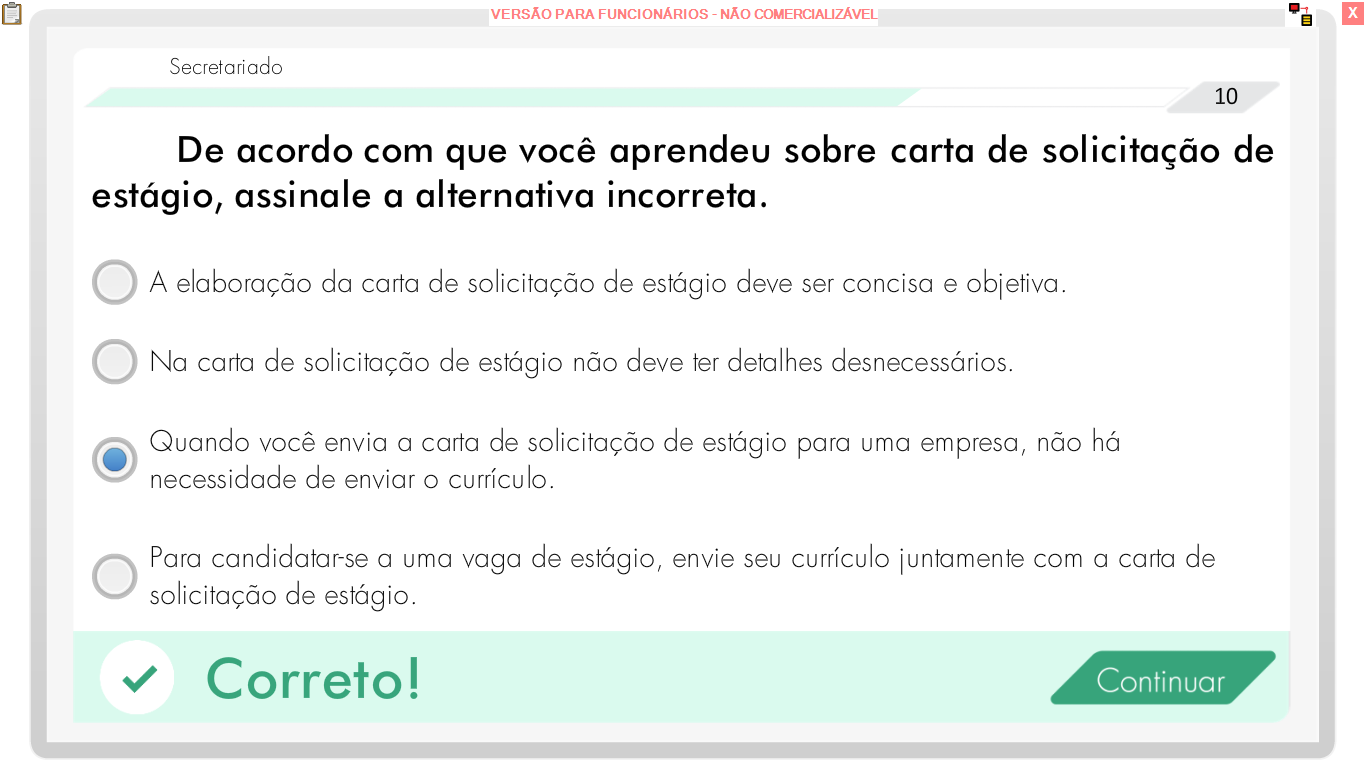 VERSÃO PARA FUNCIONÁRIOS - NÃO COMERCIALIZÁVEL
X
Secretariado
10
De acordo com que você aprendeu sobre carta de solicitação de
estágio, assinale a alternativa incorreta.
A elaboração da carta de solicitação de estágio deve ser concisa e objetiva.
Na carta de solicitação de estágio não deve ter detalhes desnecessários.
Quando você envia a carta de solicitação de estágio para uma empresa, não há
necessidade de enviar o currículo.
Para candidatar-se a uma vaga de estágio, envie seu currículo juntamente com a carta de
solicitação de estágio.
Correto!
Continuar